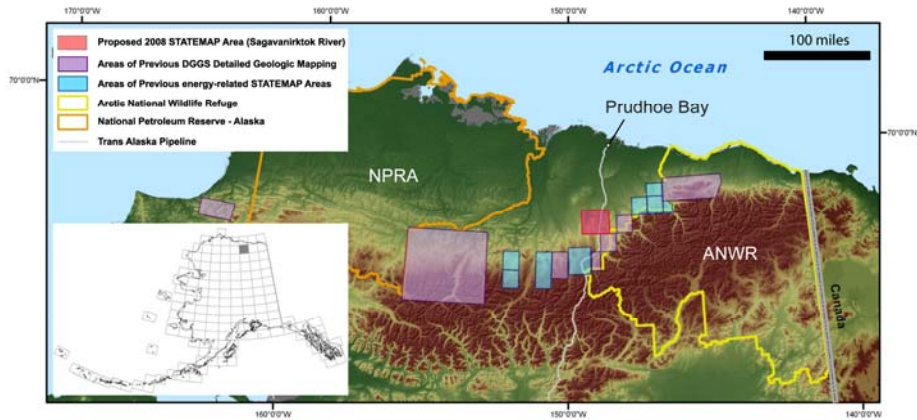 170°0'0"W
160°0'0"W
150°0'0"W
140°0'0"W
Proposed 2008 STATEMAP Area (Sagavanirktok River)
Areas of Previous DGGS Detailed Geologic Mapping
Areas of Previous energy-related STATEMAP Areas
Arctic National Wildlife Refuge
National Petroleum Reserve - Alaska
Trans Alaska Pipeline
100 miles
Arctic Ocean
70°0'0"N
Prudhoe Bay
70°0'0"N
NPRA
ANWR
Canada
160°0'0"W
150°0'0"W
140°0'0"W